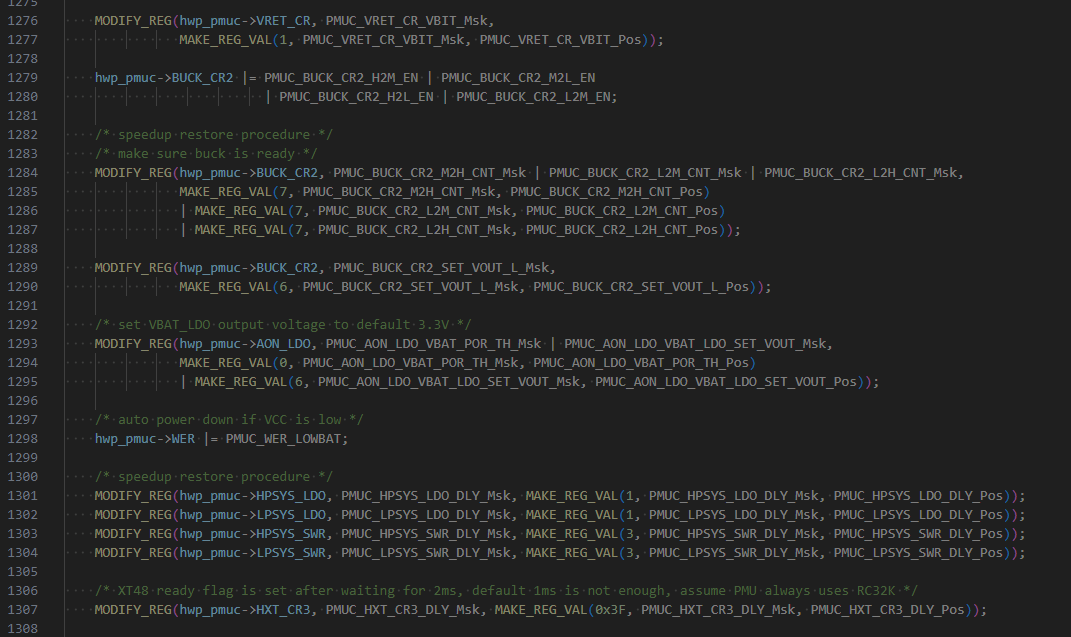 1275
1276 MODIFY_REG(hwp_pmuc->VRET_CR, PMUC_VRET_CR_VBIT_Msk,
1277 MAKE_REG_VAL(1, PMUC_VRET_CR_VBIT_Msk, PMUC_VRET_CR_VBIT_Pos));
1278
1279 hwp_pmuc->BUCK_CR2 |= PMUC_BUCK_CR2_H2M_EN | PMUC_BUCK_CR2_M2L_EN
1280 | PMUC_BUCK_CR2_H2L_EN | PMUC_BUCK_CR2_L2M_EN;
1281
1282 /* speedup restore procedure */
1283 /* make sure buck is ready */
1284 MODIFY_REG(hwp_pmuc->BUCK_CR2, PMUC_BUCK_CR2_M2H_CNT_Msk | PMUC_BUCK_CR2_L2M_CNT_Msk | PMUC_BUCK_CR2_L2H_CNT_Msk,
1285 MAKE_REG_VAL(7, PMUC_BUCK_CR2_M2H_CNT_Msk, PMUC_BUCK_CR2_M2H_CNT_Pos)
1286 | MAKE_REG_VAL(7, PMUC_BUCK_CR2_L2M_CNT_Msk, PMUC_BUCK_CR2_L2M_CNT_Pos)
1287 | MAKE_REG_VAL(7, PMUC_BUCK_CR2_L2H_CNT_Msk, PMUC_BUCK_CR2_L2H_CNT_Pos));
1288
1289 MODIFY_REG(hwp_pmuc->BUCK_CR2, PMUC_BUCK_CR2_SET_VOUT_L_Msk,
1290 MAKE_REG_VAL(6, PMUC_BUCK_CR2_SET_VOUT_L_Msk, PMUC_BUCK_CR2_SET_VOUT_L_Pos));
1291
1292 /* set VBAT_LDO output voltage to default 3.3V */
1293 MODIFY_REG(hwp_pmuc->AON_LDO, PMUC_AON_LDO_VBAT_POR_TH_Msk | PMUC_AON_LDO_VBAT_LDO_SET_VOUT_Msk,
1294 MAKE_REG_VAL(0, PMUC_AON_LDO_VBAT_POR_TH_Msk, PMUC_AON_LDO_VBAT_POR_TH_Pos)
1295 | MAKE_REG_VAL(6, PMUC_AON_LDO_VBAT_LDO_SET_VOUT_Msk, PMUC_AON_LDO_VBAT_LDO_SET_VOUT_Pos));
1296
1297 /* auto power down if VCC is low */
1298 hwp_pmuc->WER |= PMUC_WER_LOWBAT;
1299
1300 /* speedup restore procedure */
1301 MODIFY_REG(hwp_pmuc->HPSYS_LDO, PMUC_HPSYS_LDO_DLY_Msk, MAKE_REG_VAL(1, PMUC_HPSYS_LDO_DLY_Msk, PMUC_HPSYS_LDO_DLY_Pos));
1302 MODIFY_REG(hwp_pmuc->LPSYS_LDO, PMUC_LPSYS_LDO_DLY_Msk, MAKE_REG_VAL(1, PMUC_LPSYS_LDO_DLY_Msk, PMUC_LPSYS_LDO_DLY_Pos));
1303 MODIFY_REG(hwp_pmuc->HPSYS_SWR, PMUC_HPSYS_SWR_DLY_Msk, MAKE_REG_VAL(3, PMUC_HPSYS_SWR_DLY_Msk, PMUC_HPSYS_SWR_DLY_Pos));
1304 MODIFY_REG(hwp_pmuc->LPSYS_SWR, PMUC_LPSYS_SWR_DLY_Msk, MAKE_REG_VAL(3, PMUC_LPSYS_SWR_DLY_Msk, PMUC_LPSYS_SWR_DLY_Pos));
1305
1306 /* XT48 ready flag is set after waiting for 2ms, default 1ms is not enough, assume PMU always uses RC32K */
1307 MODIFY_REG(hwp_pmuc->HXT_CR3, PMUC_HXT_CR3_DLY_Msk, MAKE_REG_VAL(0x3F, PMUC_HXT_CR3_DLY_Msk, PMUC_HXT_CR3_DLY_Pos));
1308